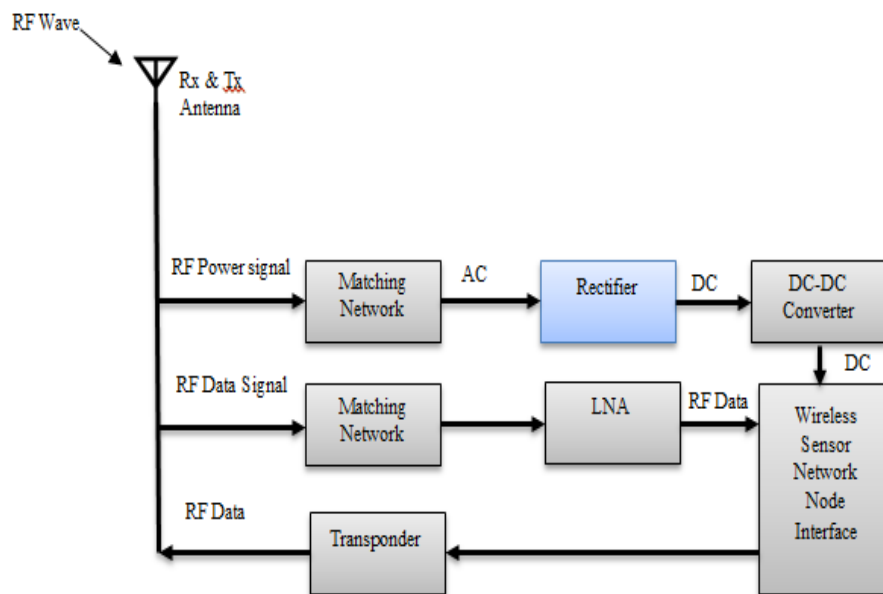 RF Wave
Rx & Tx
Antenna
RF Power signal
Matching
Network
AC
Rectifier
DC
DC-DC
Converter
DC
RF Data Signal
Matching
Network
LNA
RF Data
Wireless
Sensor
Network
Node
Interface
RF Data
Transponder